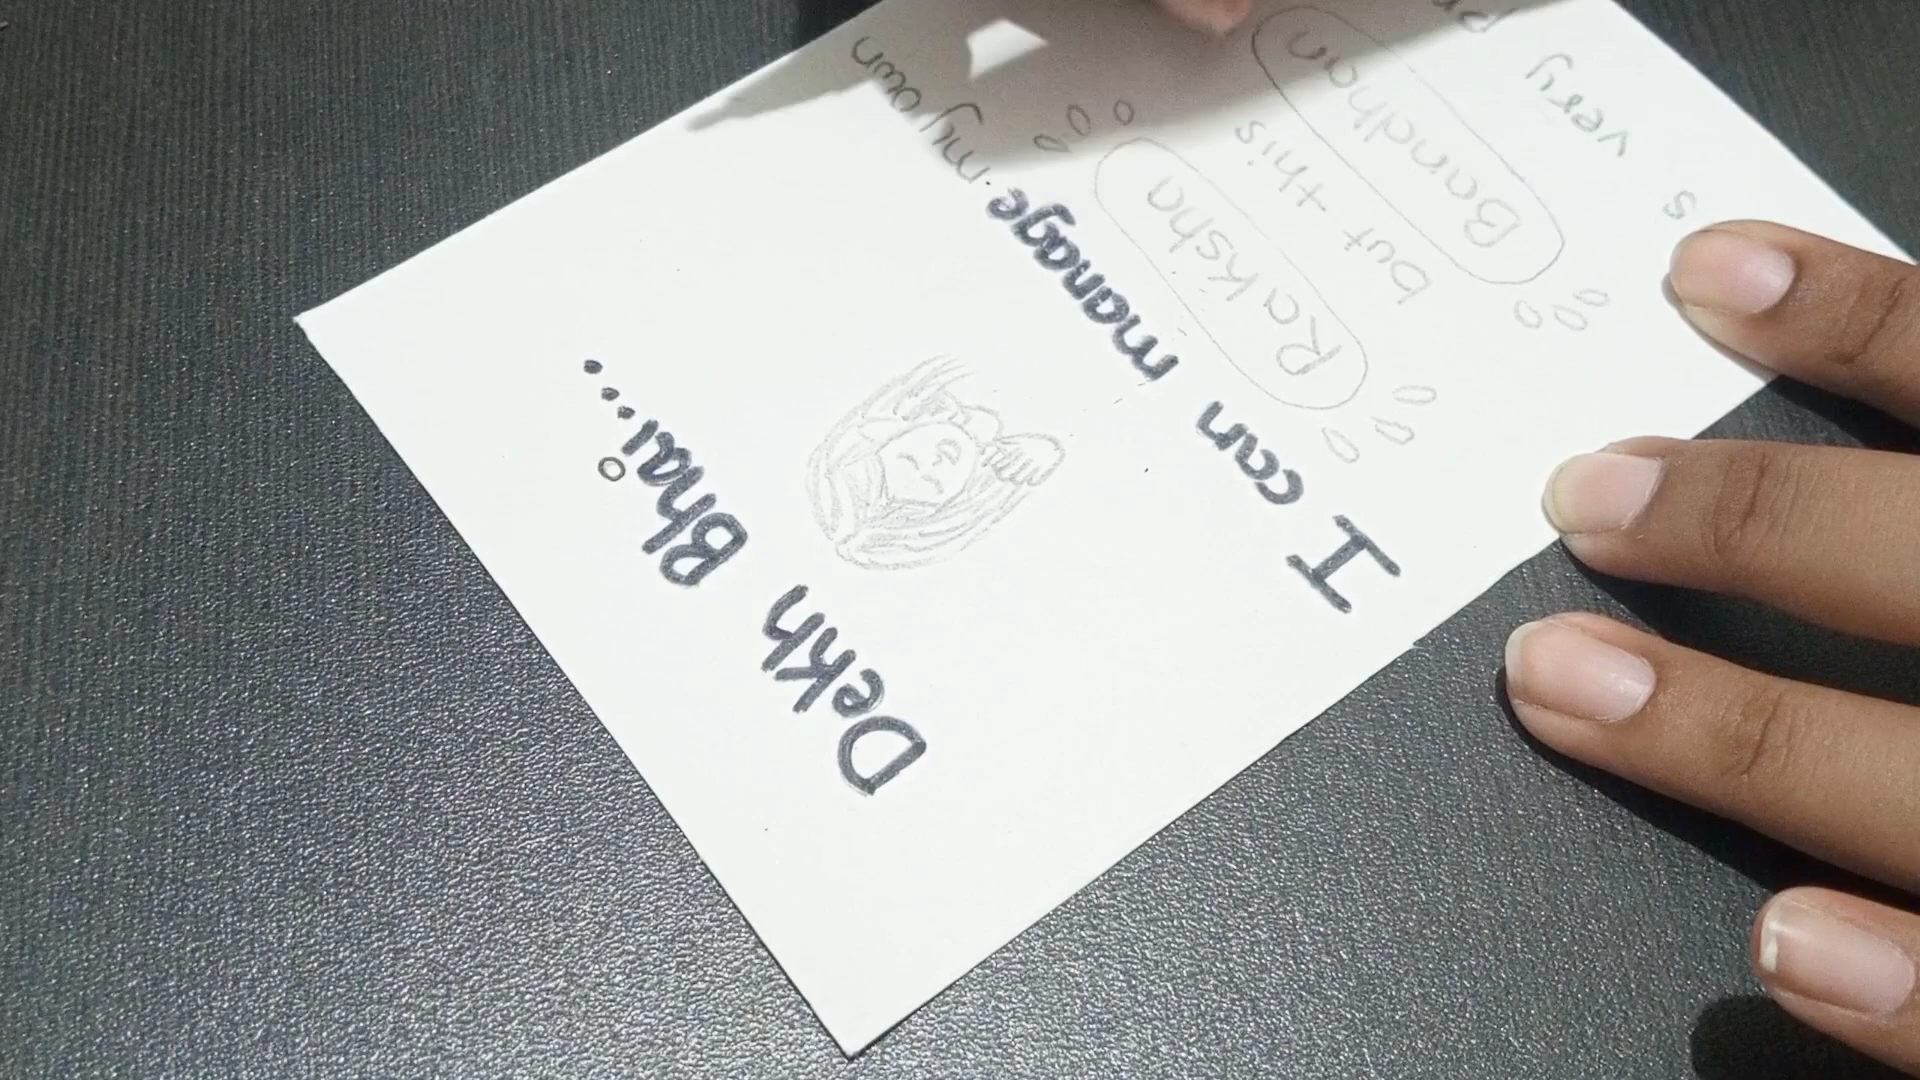 Dekh Bhai....
I can manage my own
Raksha
but this
Bandhan
s very